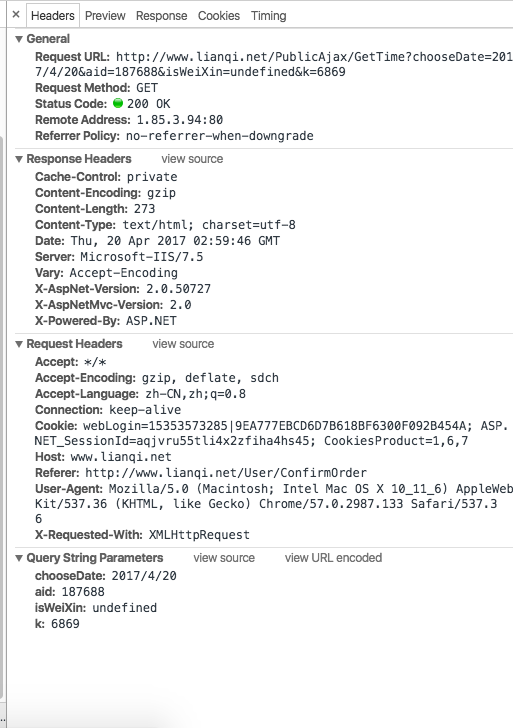 × Headers Preview Response Cookies Timing
▼ General
Request URL: http://www.lianqi.net/PublicAjax/GetTime?chooseDate=201
7/4/20&aid=187688&isWeiXin=undefined&k=6869
Request Method: GET
Status Code: 200 OK
Remote Address: 1.85.3.94:80
Referrer Policy: no-referrer-when-downgrade
▼ Response Headers view source
Cache-Control: private
Content-Encoding: gzip
Content-Length: 273
Content-Type: text/html; charset=utf-8
Date: Thu, 20 Apr 2017 02:59:46 GMT
Server: Microsoft-IIS/7.5
Vary: Accept-Encoding
X-AspNet-Version: 2.0.50727
X-AspNetMvc-Version: 2.0
X-Powered-By: ASP.NET
▼ Request Headers view source
Accept: */*
Accept-Encoding: gzip, deflate, sdch
Accept-Language: zh-CN,zh;q=0.8
Connection: keep-alive
Cookie: webLogin=15353573285|9EA777EBCD6D7B618BF6300F092B454A; ASP.
NET_SessionId=aqjvru55tli4x2zfiha4hs45; CookiesProduct=1,6,7
Host: www.lianqi.net
Referer: http://www.lianqi.net/User/ConfirmOrder
User-Agent: Mozilla/5.0 (Macintosh; Intel Mac OS X 10_11_6) AppleWeb
Kit/537.36 (KHTML, like Gecko) Chrome/57.0.2987.133 Safari/537.3
6
X-Requested-With: XMLHttpRequest
▼ Query String Parameters view source view URL encoded
chooseDate: 2017/4/20
aid: 187688
isWeiXin: undefined
k: 6869